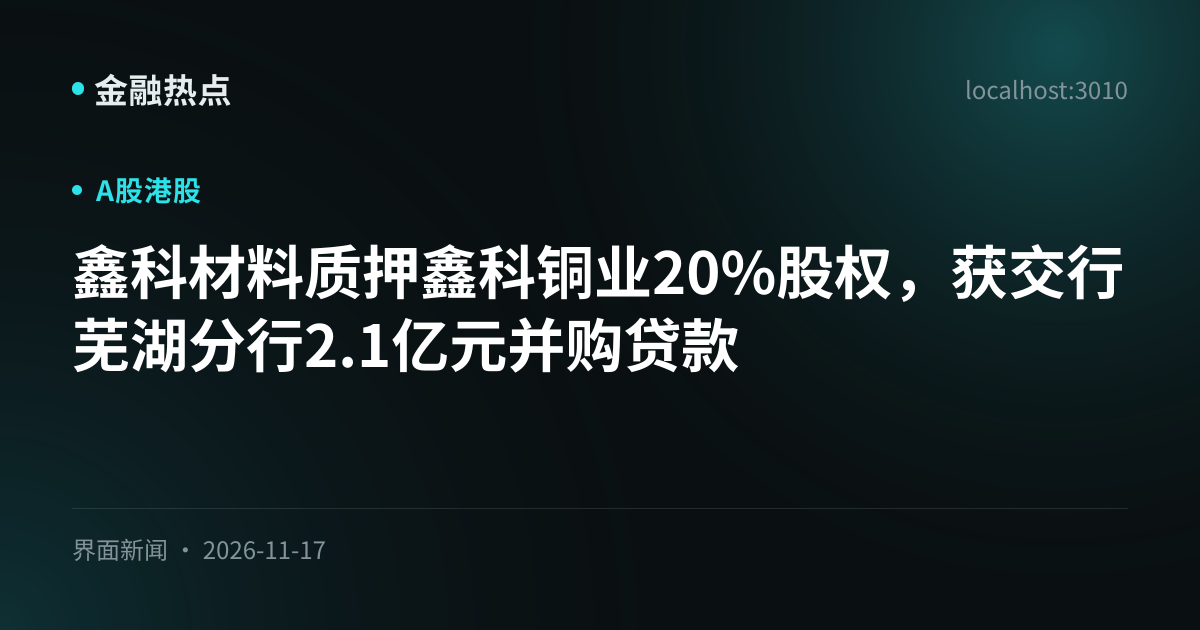 金融热点
localhost:3010
A股港股
鑫科材料质押鑫科铜业20%股权，获交行
芜湖分行2.1亿元并购贷款
界面新闻 · 2026-11-17